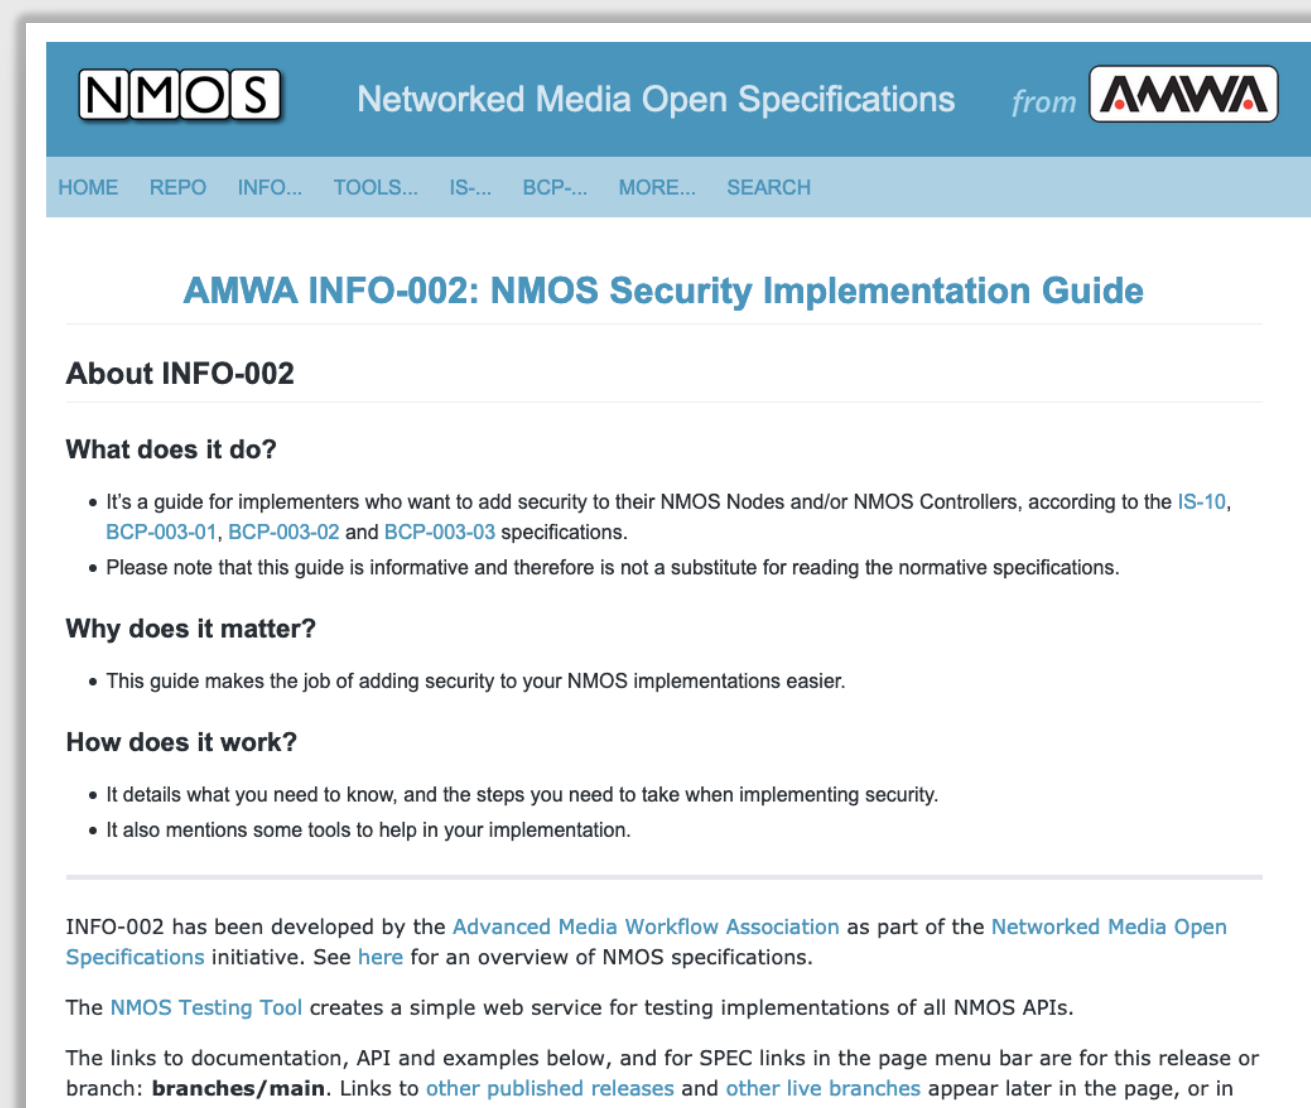 NMOS Networked Media Open Specifications from AMWA
HOME REPO INFO... TOOLS... IS-... BCP-... MORE... SEARCH
AMWA INFO-002: NMOS Security Implementation Guide
About INFO-002
What does it do?
• It’s a guide for implementers who want to add security to their NMOS Nodes and/or NMOS Controllers, according to the IS-10,
BCP-003-01, BCP-003-02 and BCP-003-03 specifications.
• Please note that this guide is informative and therefore is not a substitute for reading the normative specifications.
Why does it matter?
• This guide makes the job of adding security to your NMOS implementations easier.
How does it work?
• It details what you need to know, and the steps you need to take when implementing security.
• It also mentions some tools to help in your implementation.
INFO-002 has been developed by the Advanced Media Workflow Association as part of the Networked Media Open
Specifications initiative. See here for an overview of NMOS specifications.
The NMOS Testing Tool creates a simple web service for testing implementations of all NMOS APIs.
The links to documentation, API and examples below, and for SPEC links in the page menu bar are for this release or
branch: branches/main. Links to other published releases and other live branches appear later in the page, or in